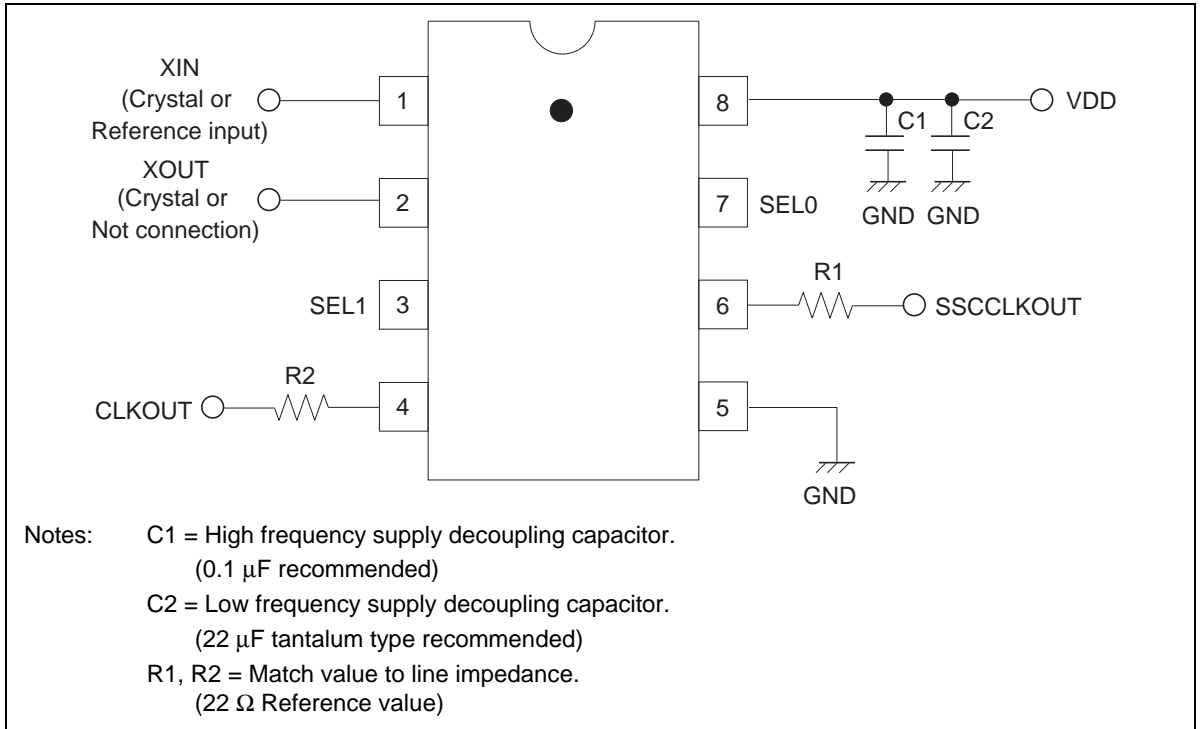 XIN
(Crystal or
Reference input)
1
8
VDD
C1
C2
XOUT
(Crystal or
Not connection)
2
7
SEL0
GND GND
R1
SEL1
3
6
SSCCLKOUT
R2
CLKOUT
4
5
GND
Notes: C1 = High frequency supply decoupling capacitor.
(0.1 μF recommended)
C2 = Low frequency supply decoupling capacitor.
(22 μF tantalum type recommended)
R1, R2 = Match value to line impedance.
(22 Ω Reference value)